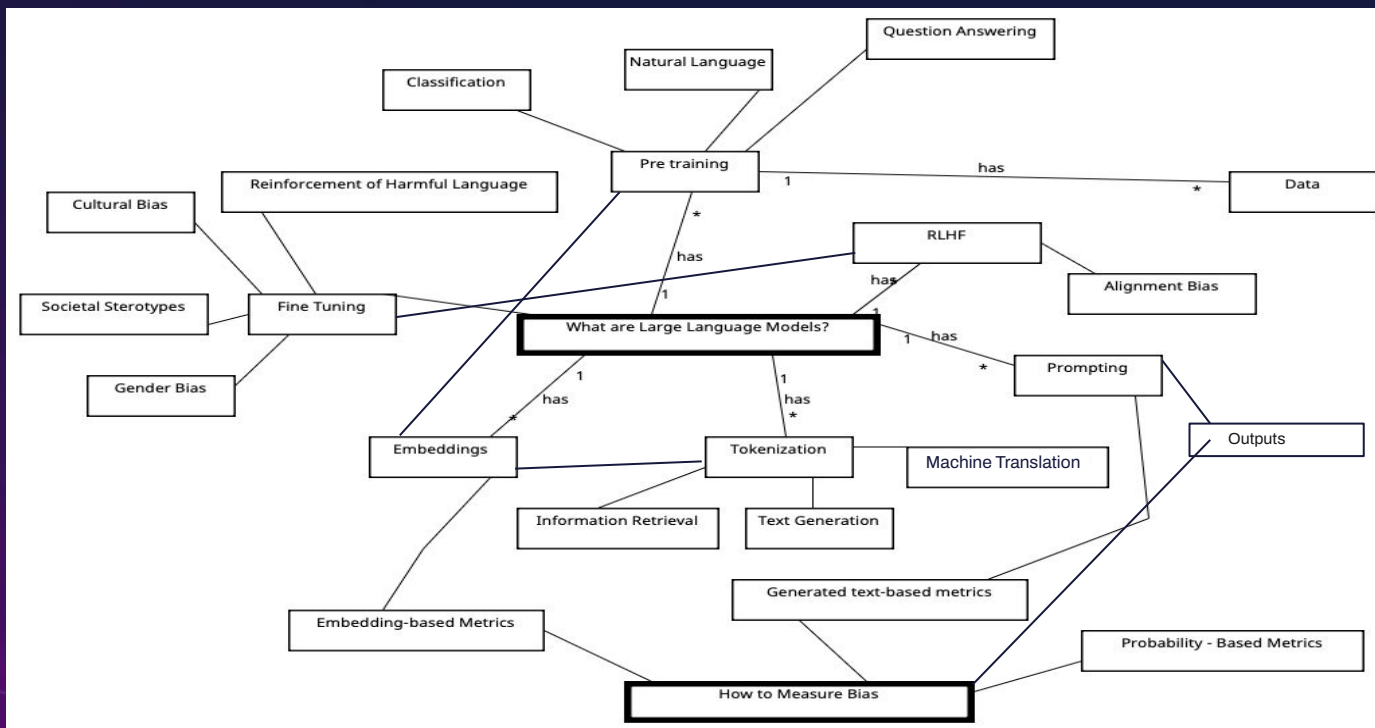 Question Answering
Natural Language
Classification
Pre training
has
1
*
Data
Reinforcement of Harmful Language
Cultural Bias
*
RLHF
has
has
*
Alignment Bias
1
1
Societal Sterotypes
Fine Tuning
What are Large Language Models?
1
has
*
Prompting
Gender Bias
1
has
*
1
has
*
Outputs
Embeddings
Tokenization
Machine Translation
Information Retrieval
Text Generation
Generated text-based metrics
Embedding-based Metrics
Probability - Based Metrics
How to Measure Bias